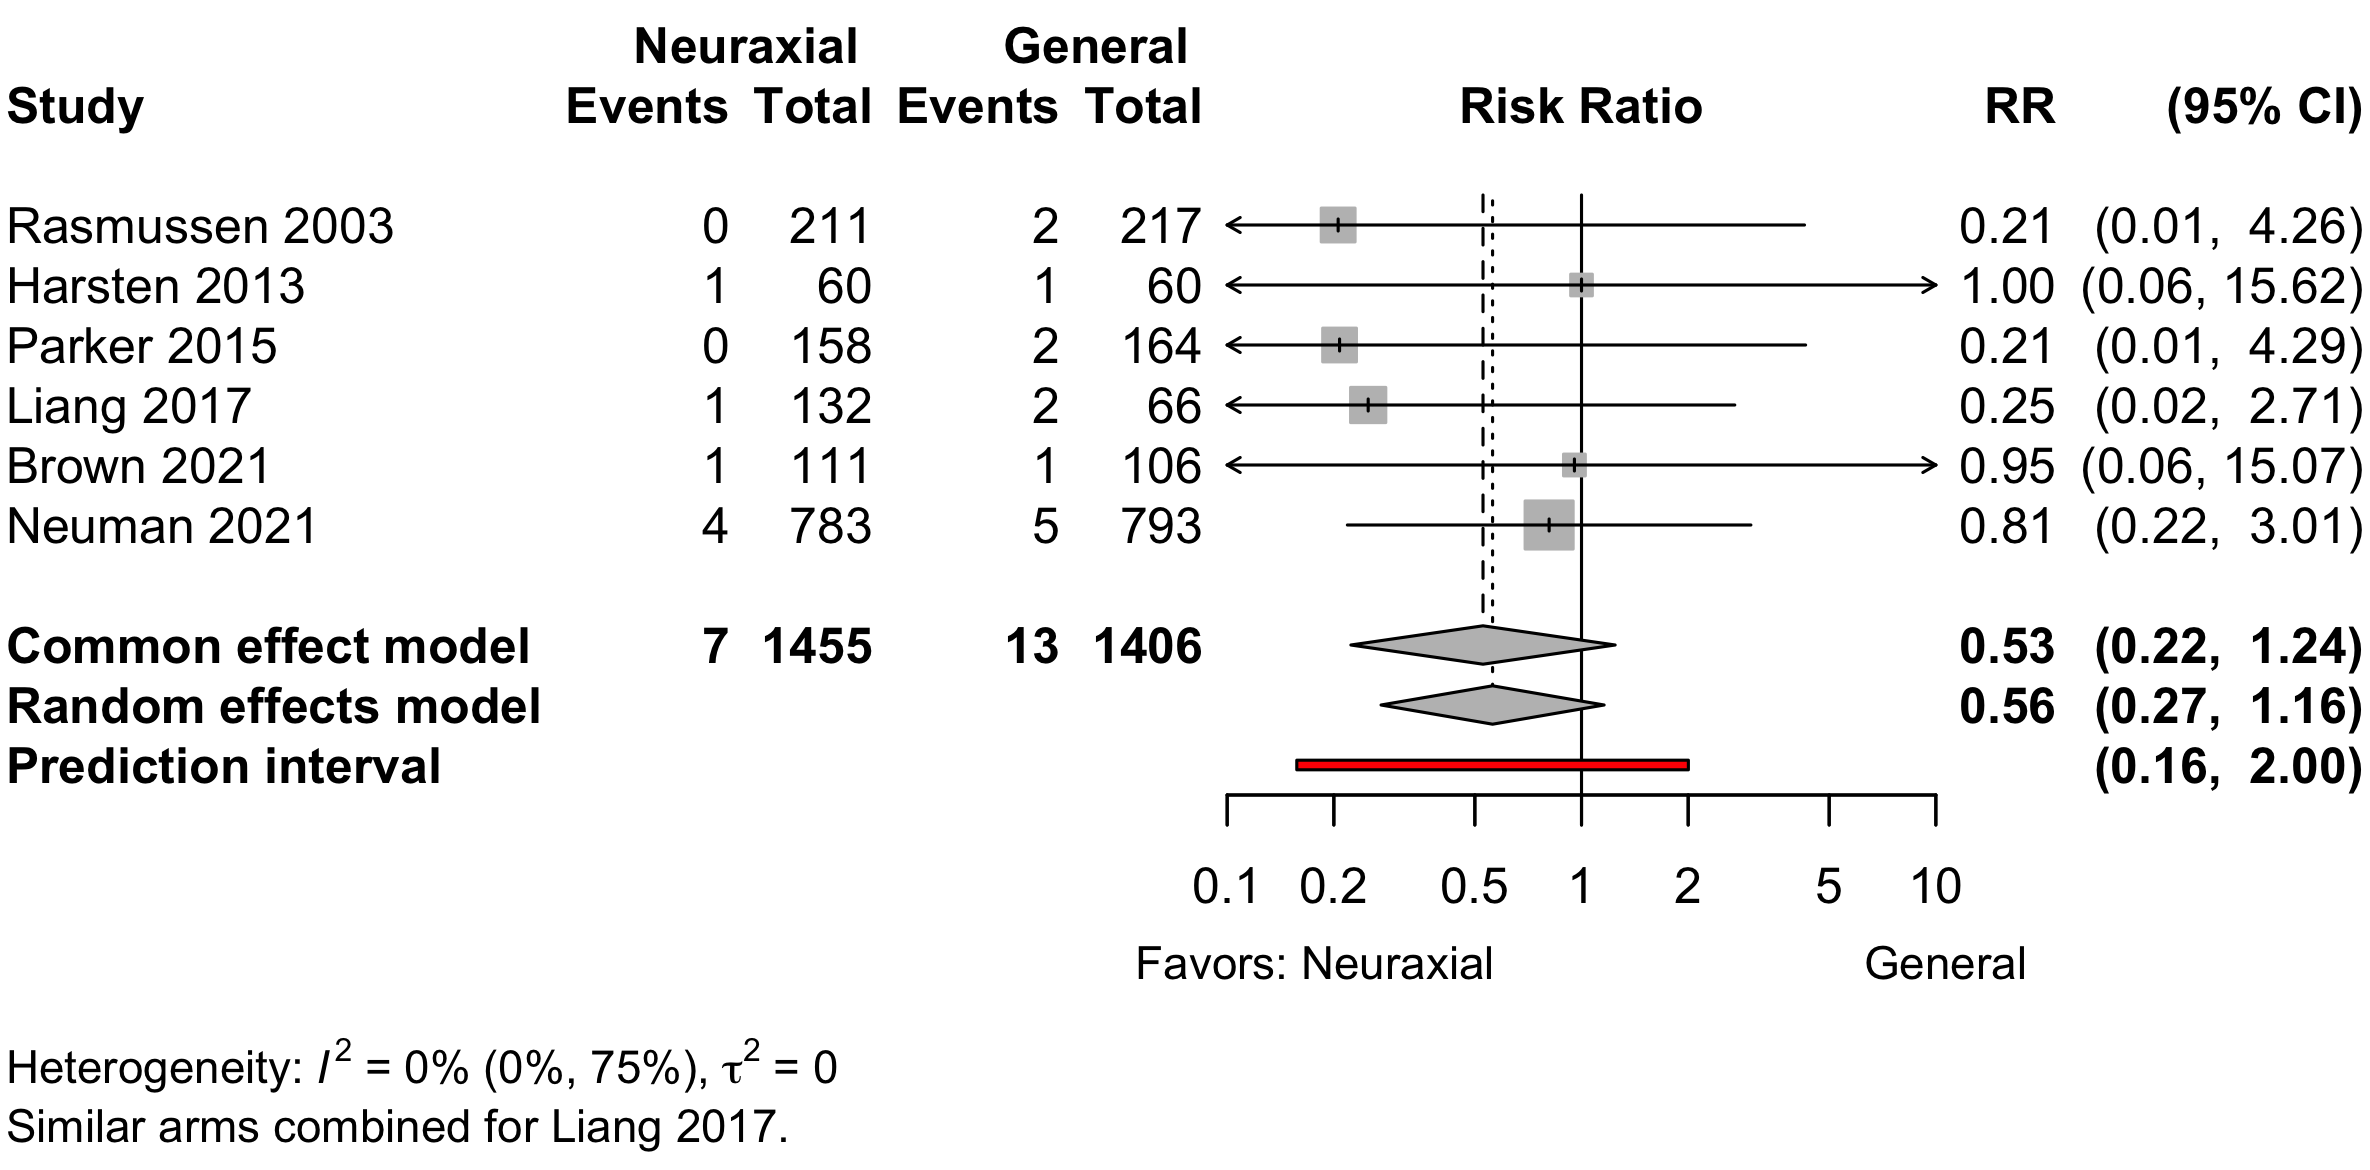 Neuraxial General
Study Events Total Events Total Risk Ratio RR (95% CI)
Rasmussen 2003 0 211 2 217 0.21 (0.01, 4.26)
Harsten 2013 1 60 1 60 1.00 (0.06, 15.62)
Parker 2015 0 158 2 164 0.21 (0.01, 4.29)
Liang 2017 1 132 2 66 0.25 (0.02, 2.71)
Brown 2021 1 111 1 106 0.95 (0.06, 15.07)
Neuman 2021 4 783 5 793 0.81 (0.22, 3.01)
Common effect model 7 1455 13 1406 0.53 (0.22, 1.24)
Random effects model 0.56 (0.27, 1.16)
Prediction interval (0.16, 2.00)
0.1 0.2 0.5 1 2 5 10
Favors: Neuraxial General
Heterogeneity: I² = 0% (0%, 75%), τ² = 0
Similar arms combined for Liang 2017.